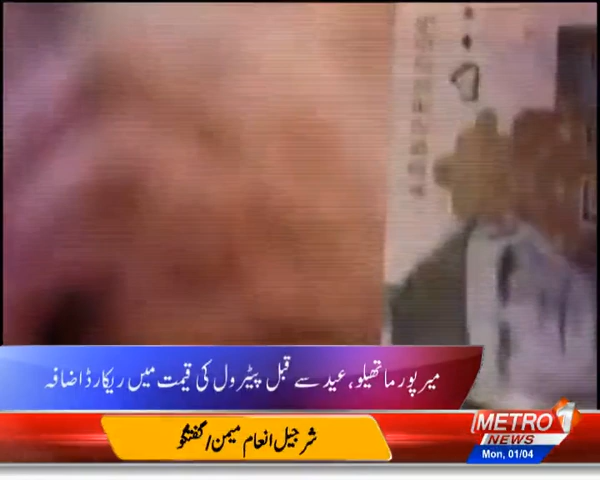 میرپور ماتھیلو، عید سے قبل پیٹرول کی قیمت میں ریکارڈ اضافہ
شرجیل انعام میمن/گفتگو
METRO 1
NEWS
Mon, 01/04